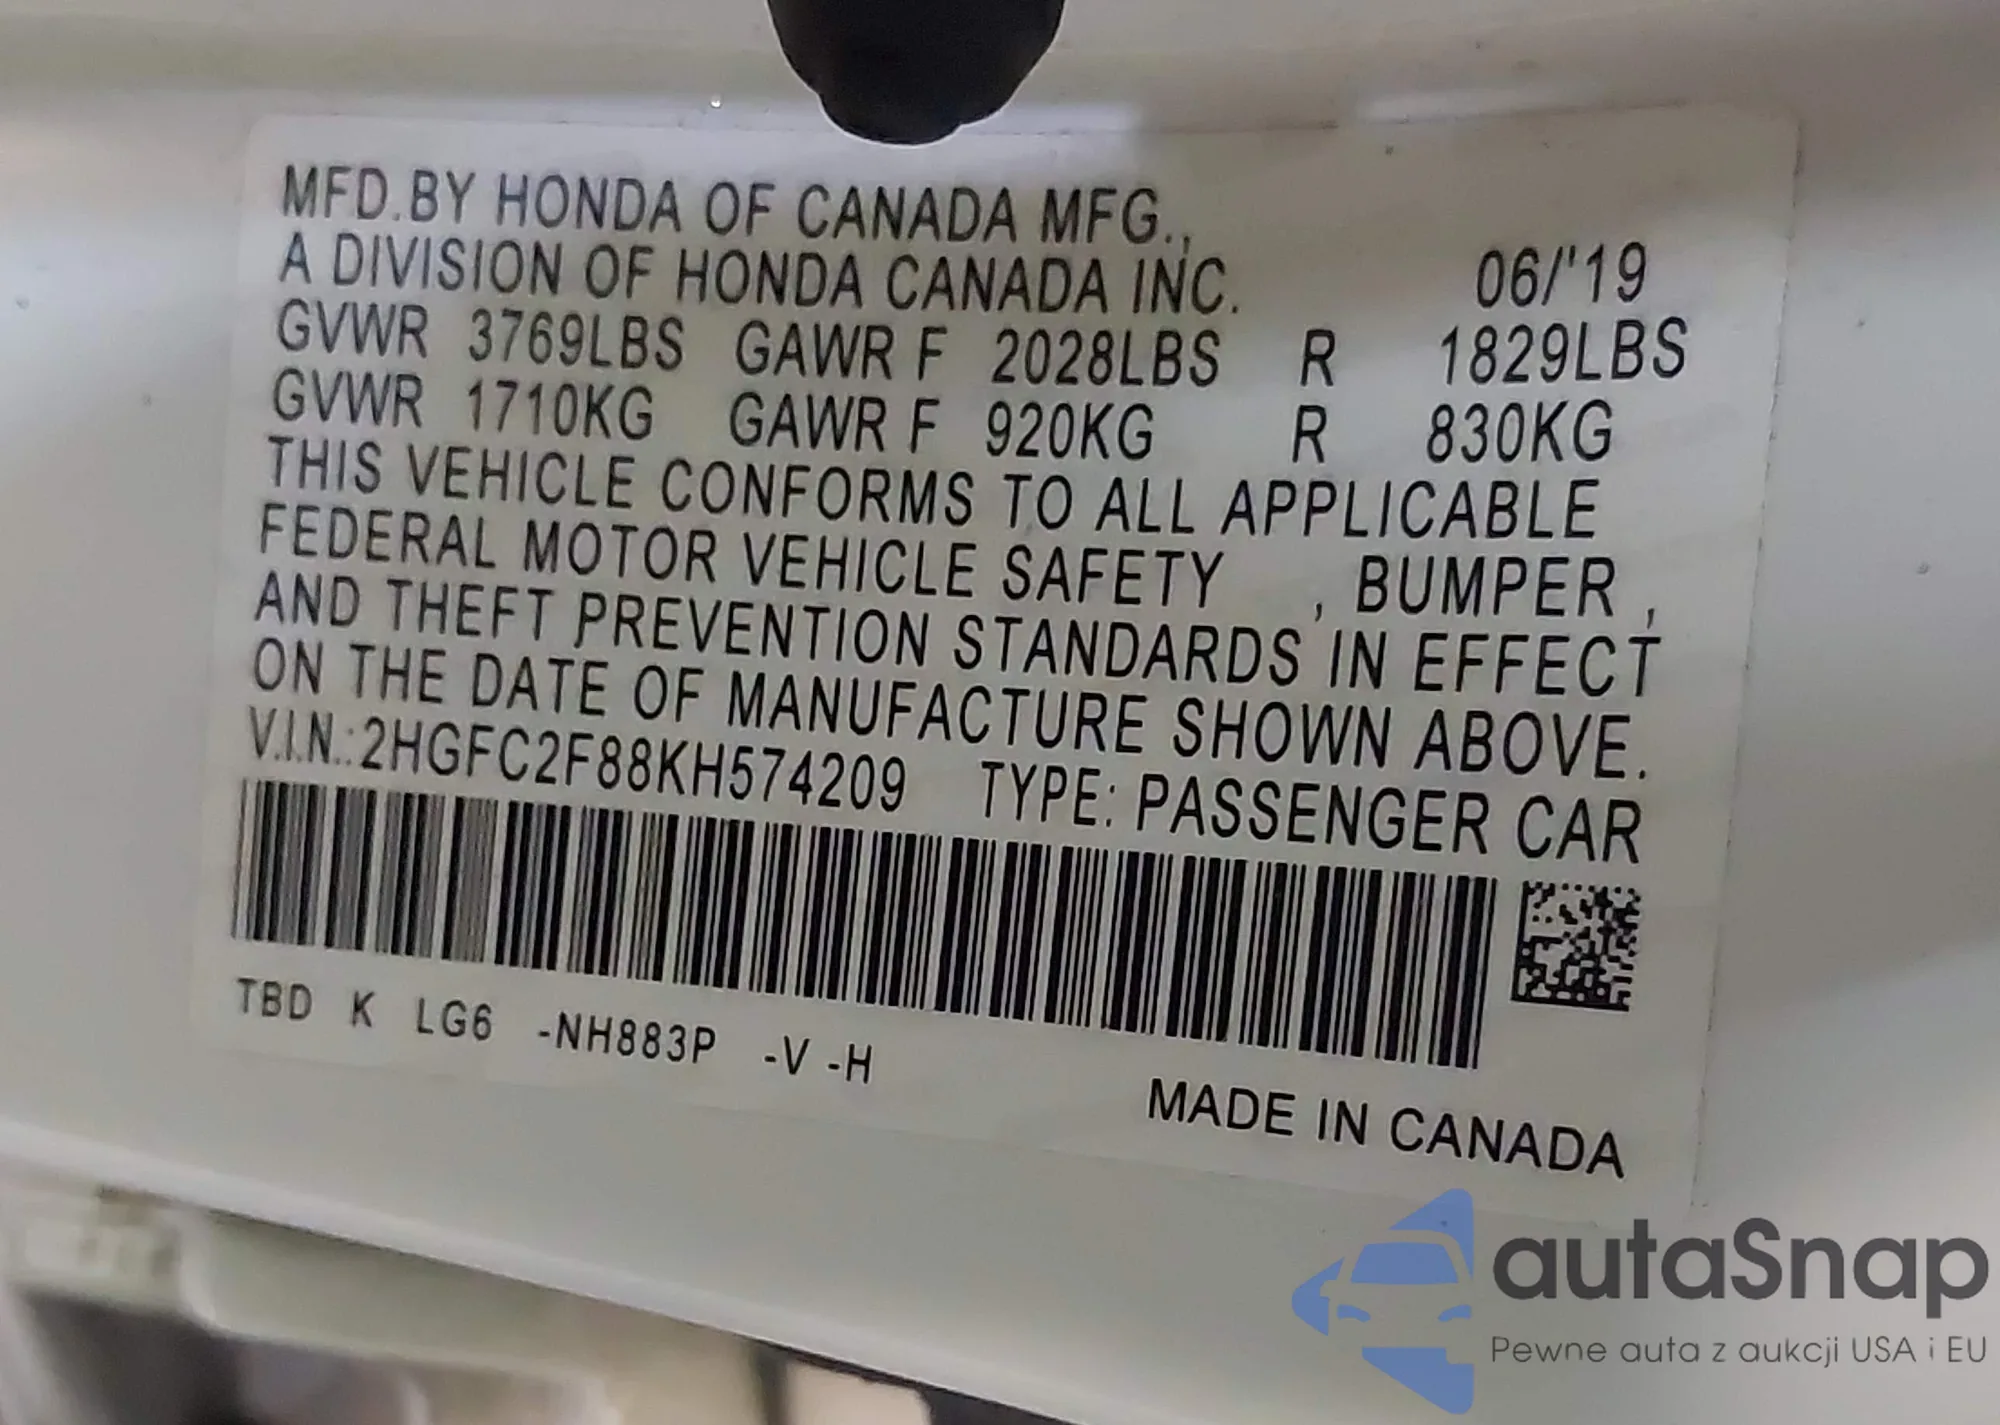 MFD.BY HONDA OF CANADA MFG.,
A DIVISION OF HONDA CANADA INC. 06/'19
GVWR 3769LBS GAWR F 2028LBS R 1829LBS
GVWR 1710KG GAWR F 920KG R 830KG
THIS VEHICLE CONFORMS TO ALL APPLICABLE
FEDERAL MOTOR VEHICLE SAFETY , BUMPER ,
AND THEFT PREVENTION STANDARDS IN EFFECT
ON THE DATE OF MANUFACTURE SHOWN ABOVE.
V.I.N.:2HGFC2F88KH574209 TYPE: PASSENGER CAR
TBD K LG6 -NH883P -V -H
MADE IN CANADA
autaSnap
Pewne auta z aukcji USA i EU